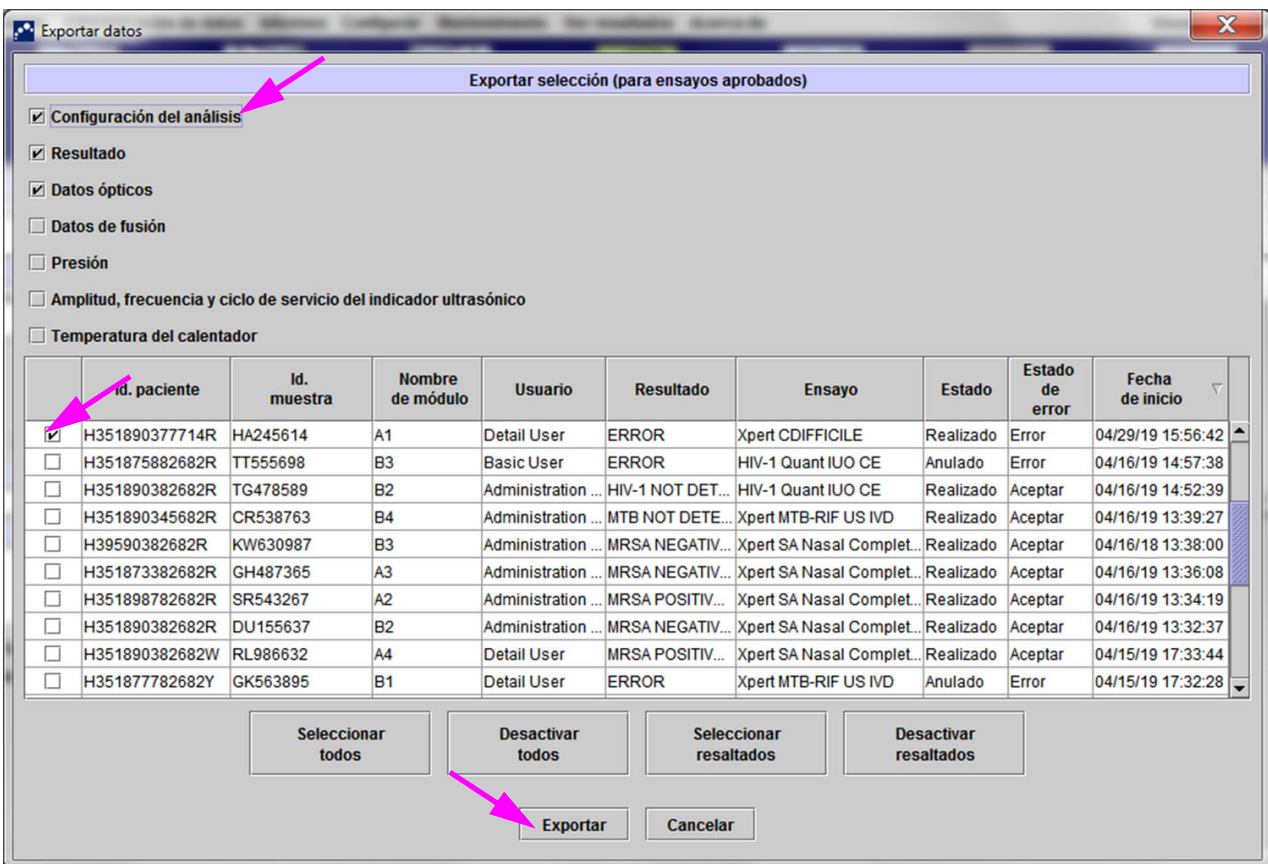 Exportar datos
Exportar selección (para ensayos aprobados)
Configuración del análisis
Resultado
Datos ópticos
Datos de fusión
Presión
Amplitud, frecuencia y ciclo de servicio del indicador ultrasónico
Temperatura del calentador
Id. paciente Id. muestra Nombre de módulo Usuario Resultado Ensayo Estado Estado de error Fecha de inicio
H351890377714R HA245614 A1 Detail User ERROR Xpert CDIFFICILE Realizado Error 04/29/19 15:56:42
H351875882682R TT555698 B3 Basic User ERROR HIV-1 Quant IUO CE Anulado Error 04/16/19 14:57:38
H351890382682R TG478589 B2 Administration ... HIV-1 NOT DET... HIV-1 Quant IUO CE Realizado Aceptar 04/16/19 14:52:39
H351890345682R CR538763 B4 Administration ... MTB NOT DETE... Xpert MTB-RIF US IVD Realizado Aceptar 04/16/19 13:39:27
H39590382682R KW630987 B3 Administration ... MRSA NEGATIV... Xpert SA Nasal Complet... Realizado Aceptar 04/16/18 13:38:00
H351873382682R GH487365 A3 Administration ... MRSA NEGATIV... Xpert SA Nasal Complet... Realizado Aceptar 04/16/19 13:36:08
H351898782682R SR543267 A2 Administration ... MRSA POSITIV... Xpert SA Nasal Complet... Realizado Aceptar 04/16/19 13:34:19
H351890382682R DU155637 B2 Administration ... MRSA NEGATIV... Xpert SA Nasal Complet... Realizado Aceptar 04/16/19 13:32:37
H351890382682W RL986632 A4 Detail User MRSA POSITIV... Xpert SA Nasal Complet... Realizado Aceptar 04/15/19 17:33:44
H351877782682Y GK563895 B1 Detail User ERROR Xpert MTB-RIF US IVD Anulado Error 04/15/19 17:32:28
Seleccionar todos Desactivar todos Seleccionar resaltados Desactivar resaltados
Exportar Cancelar